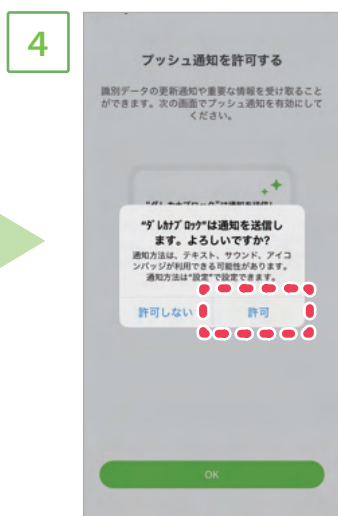 4
プッシュ通知を許可する
識別データの更新通知や重要な情報を受け取ること
ができます。次の画面でプッシュ通知を有効にして
ください。
"ダレカナブロック"は通知を送信し
ます。よろしいですか?
通知方法は、テキスト、サウンド、アイコ
ンバッジが利用できる可能性があります。
通知方法は"設定"で設定できます。
許可しない
許可
OK